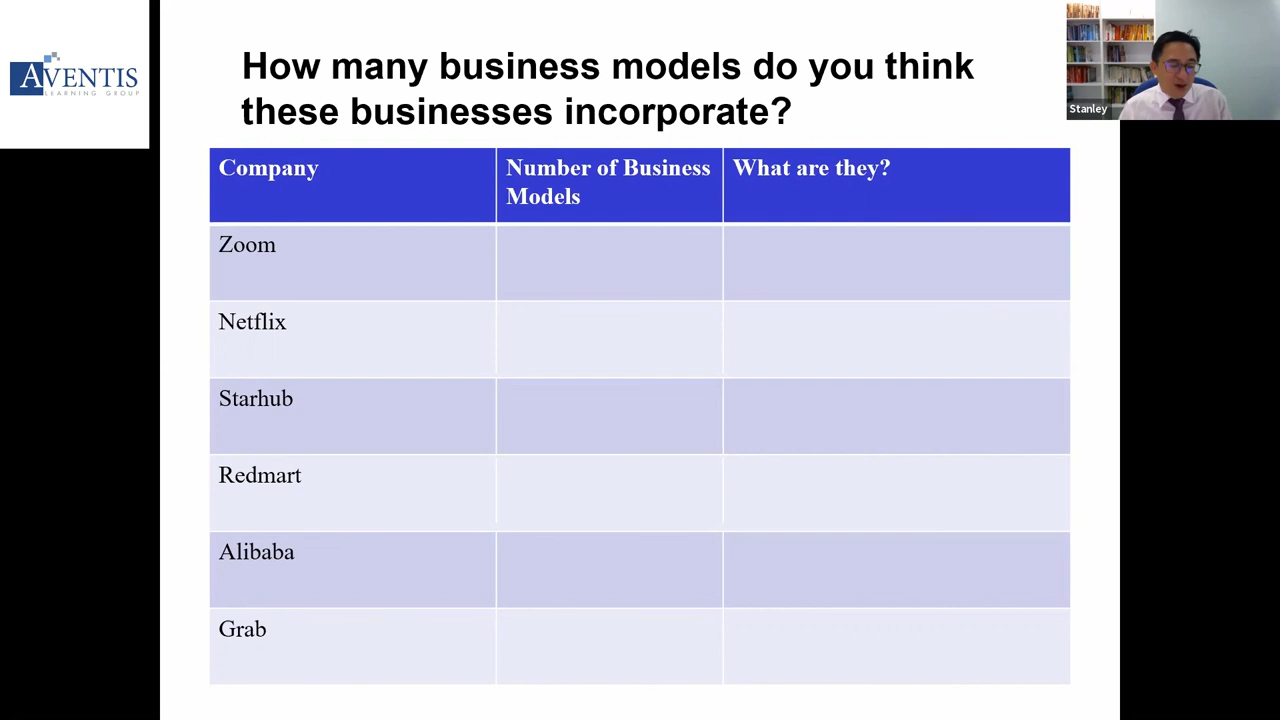 AVENTIS
LEARNING GROUP
How many business models do you think
these businesses incorporate?
Stanley
Company
Number of Business
Models
What are they?
Zoom
Netflix
Starhub
Redmart
Alibaba
Grab